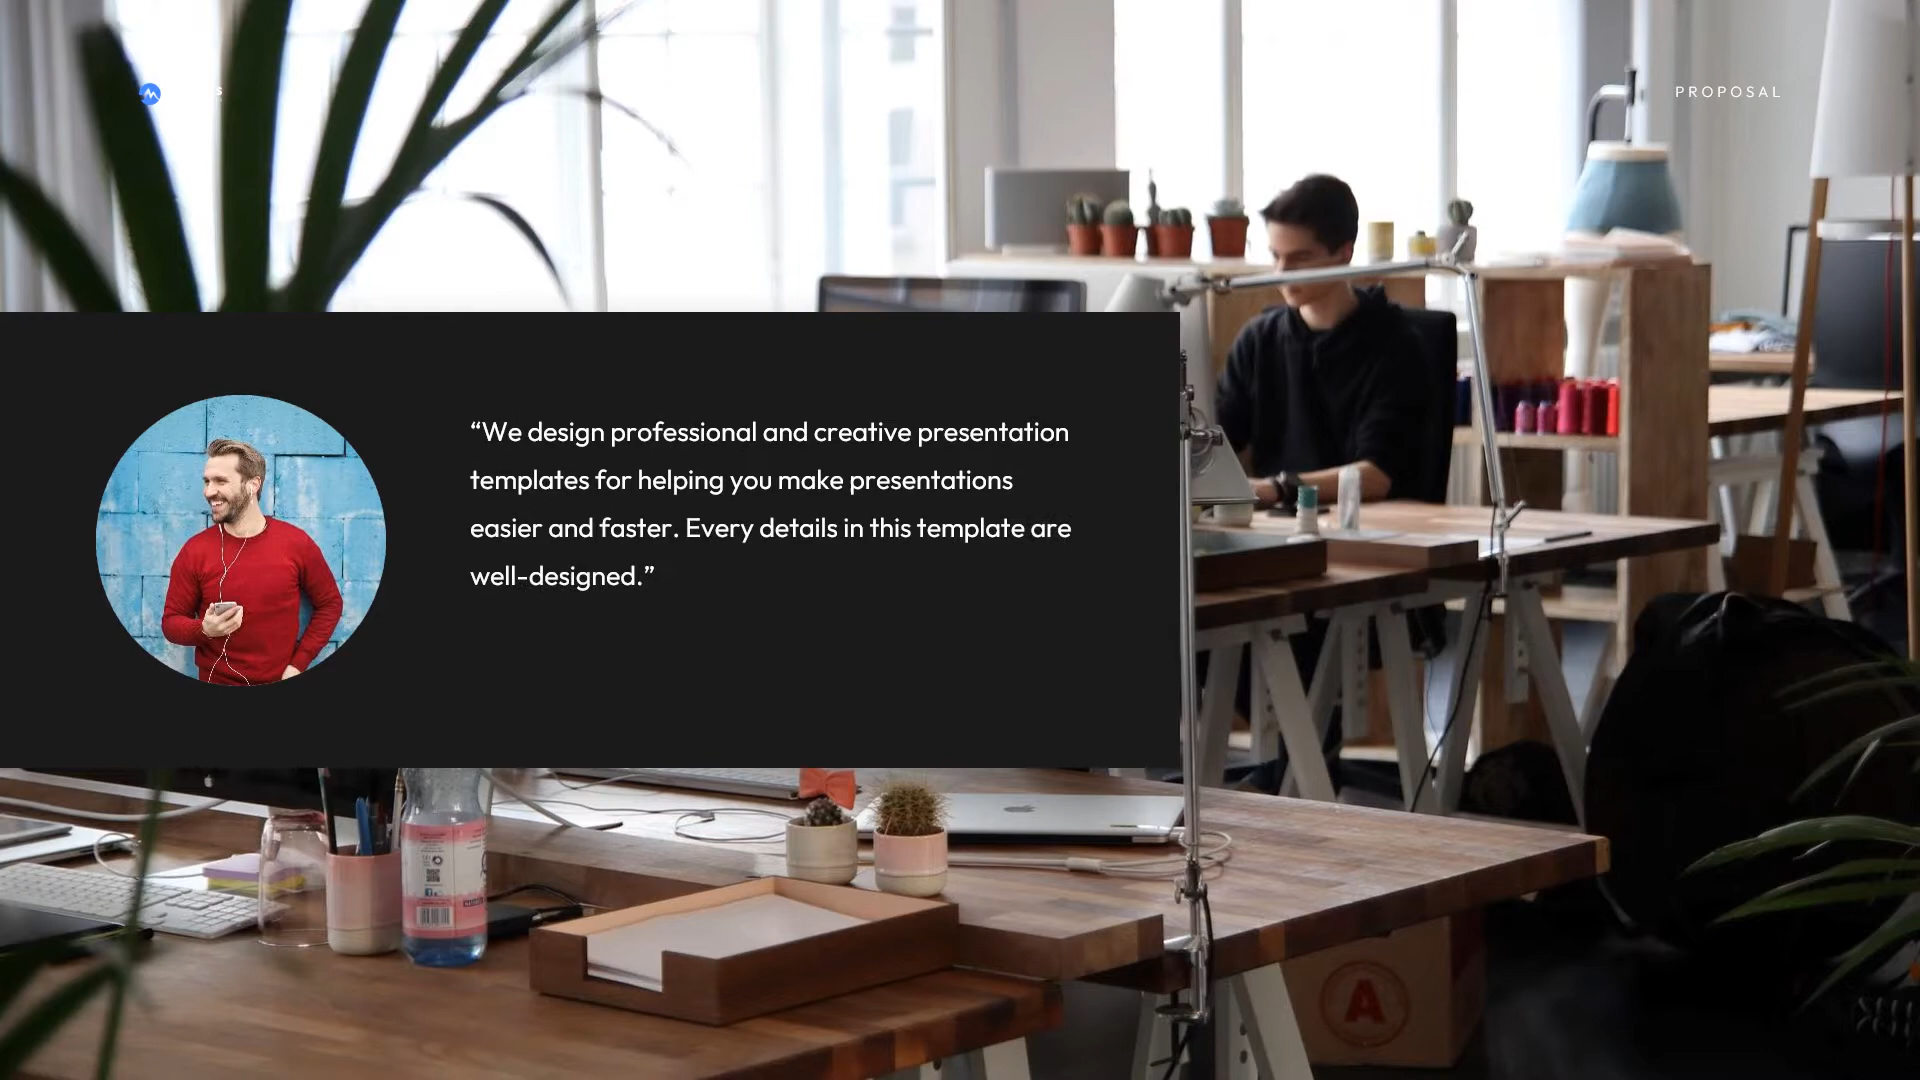 PROPOSAL
“We design professional and creative presentation
templates for helping you make presentations
easier and faster. Every details in this template are
well-designed.”
A